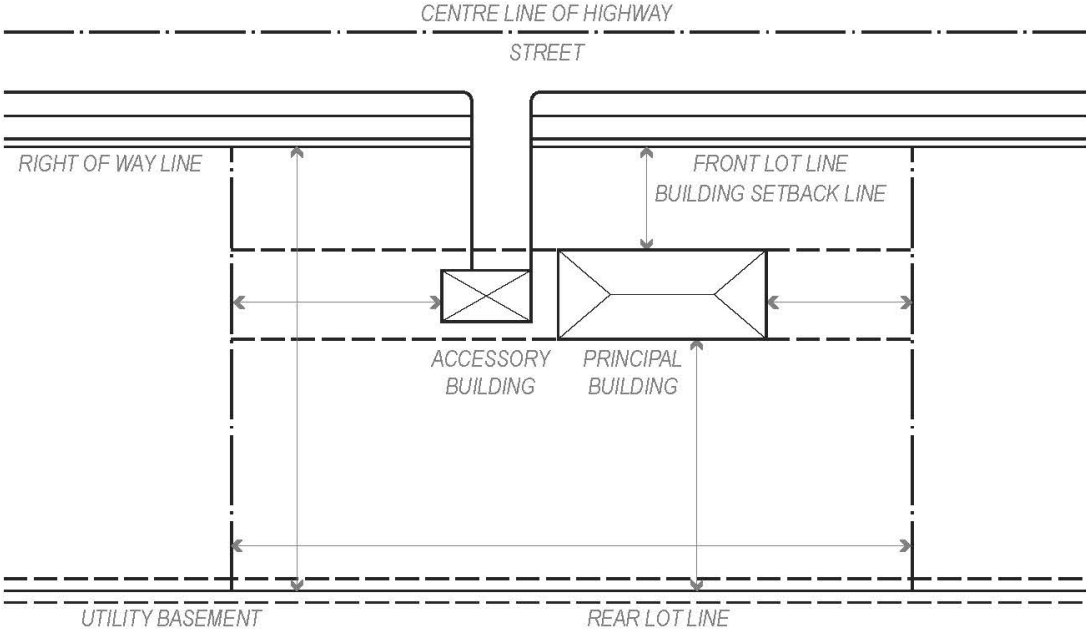 CENTRE LINE OF HIGHWAY
STREET
RIGHT OF WAY LINE
FRONT LOT LINE
BUILDING SETBACK LINE
ACCESSORY
BUILDING
PRINCIPAL
BUILDING
UTILITY BASEMENT
REAR LOT LINE